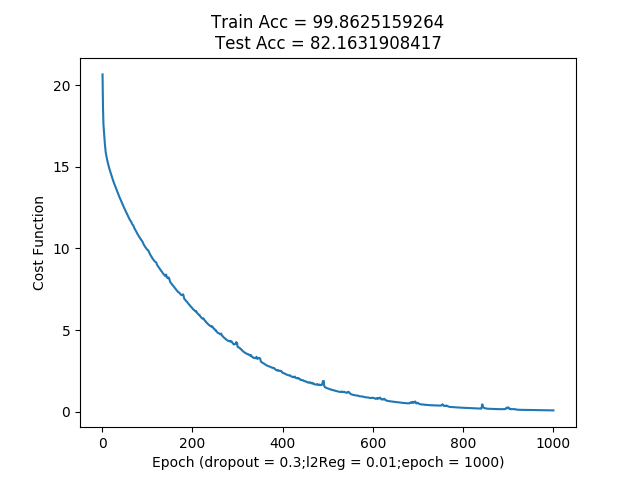 Train Acc = 99.8625159264
Test Acc = 82.1631908417
20
15
10
5
0
Cost Function
0 200 400 600 800 1000
Epoch (dropout = 0.3;l2Reg = 0.01;epoch = 1000)